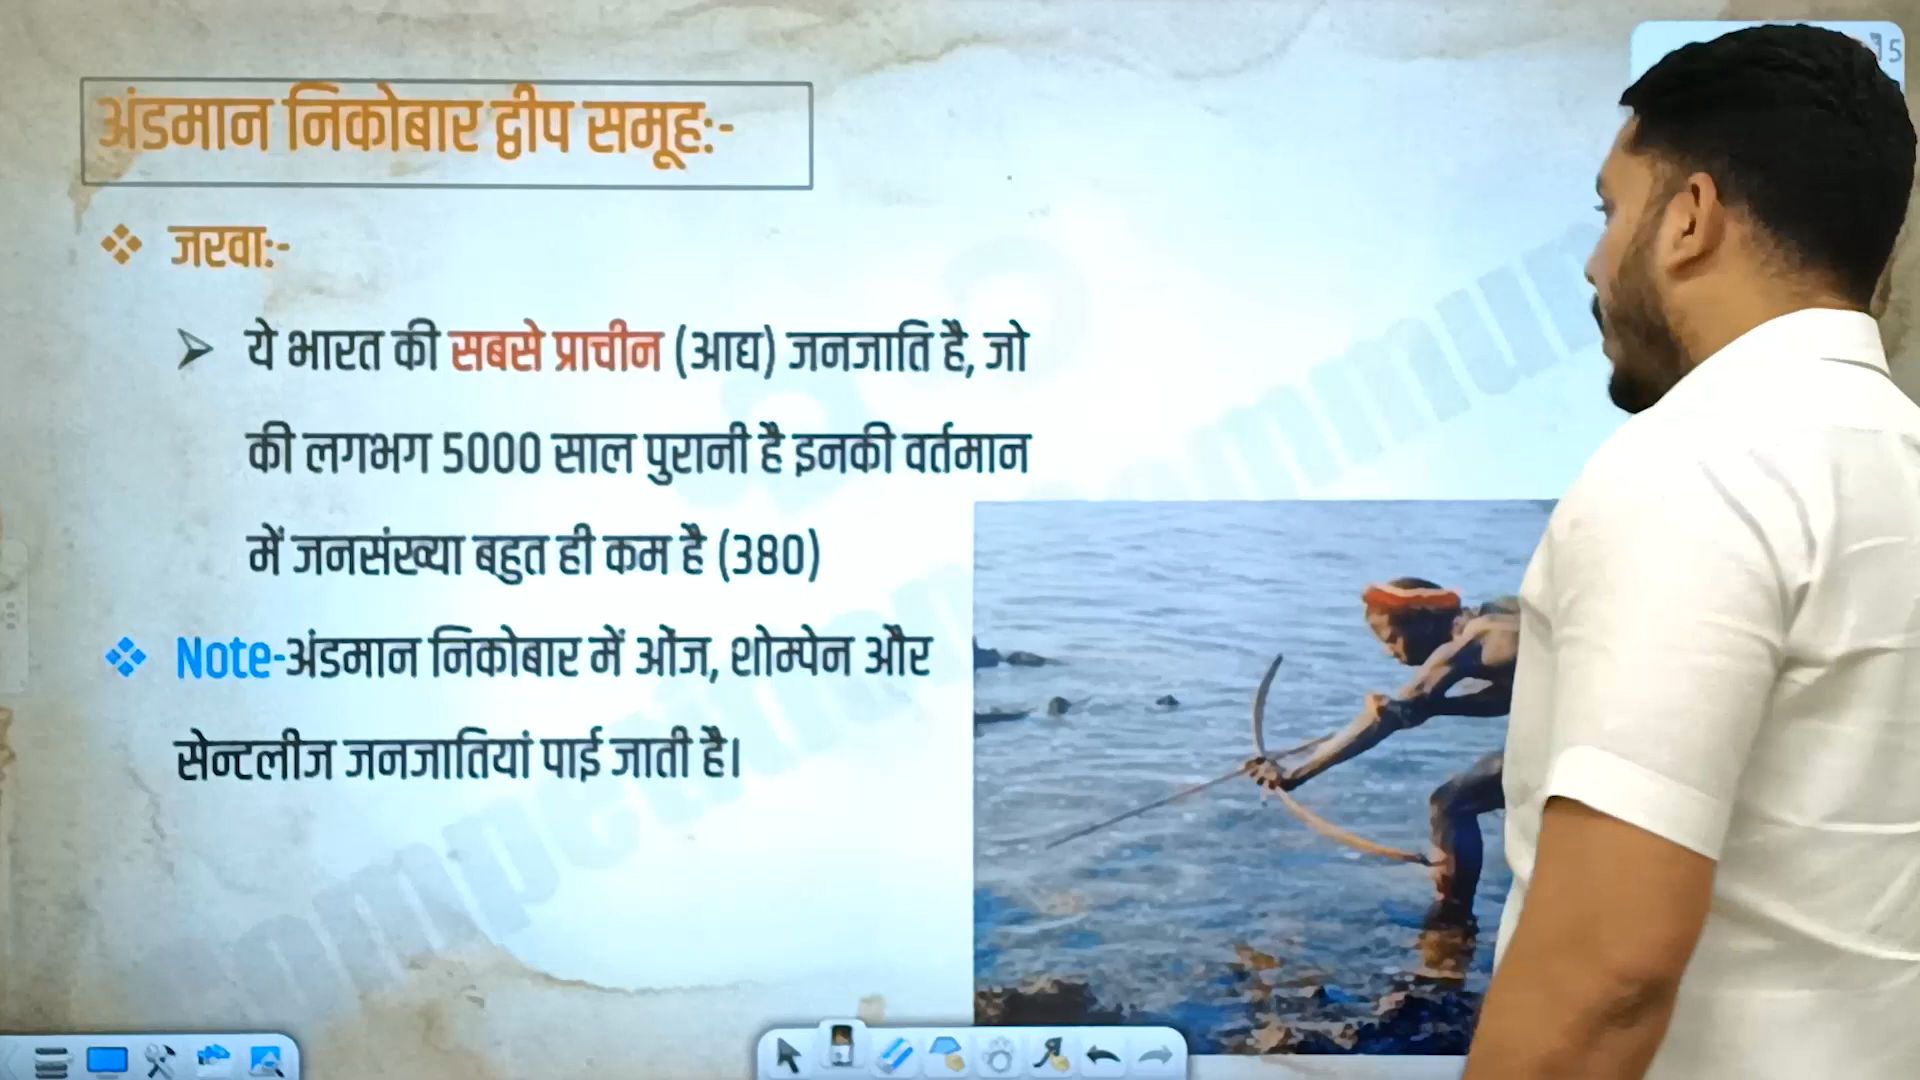 अंडमान निकोबार द्वीप समूह:-
जरवा:-
ये भारत की सबसे प्राचीन (आद्य) जनजाति है, जो
की लगभग 5000 साल पुरानी है इनकी वर्तमान
में जनसंख्या बहुत ही कम है (380)
Note-अंडमान निकोबार में ओंज, शोम्पेन और
सेन्टलीज जनजातियां पाई जाती है।